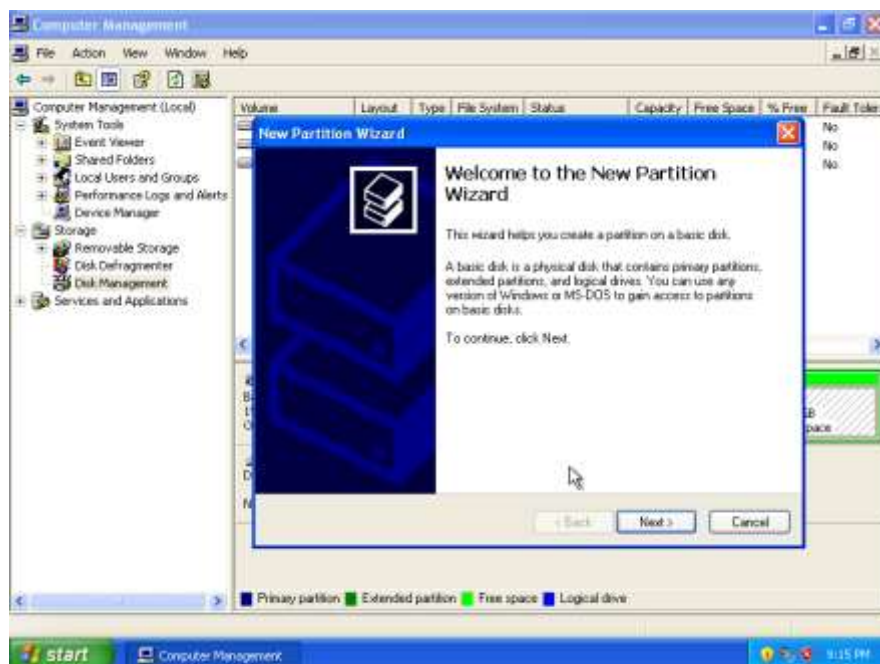 Computer Management
File Action View Window Help
Computer Management (Local)
System Tools
Event Viewer
Shared Folders
Local Users and Groups
Performance Logs and Alerts
Device Manager
Storage
Removable Storage
Disk Defragmenter
Disk Management
Services and Applications
Volume Layout Type File System Status Capacity Free Space % Free Fault Toler
No
No
No
New Partition Wizard
Welcome to the New Partition
Wizard
This wizard helps you create a partition on a basic disk.
A basic disk is a physical disk that contains primary partitions,
extended partitions, and logical drives. You can use any
version of Windows or MS-DOS to gain access to partitions
on basic disks.
To continue, click Next.
< Back Next > Cancel
Primary partition Extended partition Free space Logical drive
start Computer Management 9:15 PM